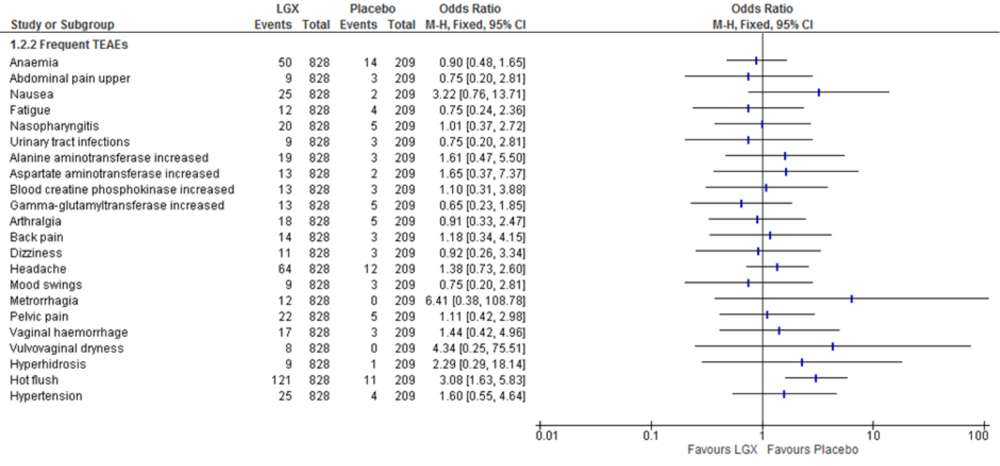 LGX Placebo Odds Ratio Odds Ratio
Study or Subgroup Events Total Events Total M-H, Fixed, 95% CI M-H, Fixed, 95% CI
1.2.2 Frequent TEAEs
Anaemia 50 828 14 209 0.90 [0.48, 1.65]
Abdominal pain upper 9 828 3 209 0.75 [0.20, 2.81]
Nausea 25 828 2 209 3.22 [0.76, 13.71]
Fatigue 12 828 4 209 0.75 [0.24, 2.36]
Nasopharyngitis 20 828 5 209 1.01 [0.37, 2.72]
Urinary tract infections 9 828 3 209 0.75 [0.20, 2.81]
Alanine aminotransferase increased 19 828 3 209 1.61 [0.47, 5.50]
Aspartate aminotransferase increased 13 828 2 209 1.65 [0.37, 7.37]
Blood creatine phosphokinase increased 13 828 3 209 1.10 [0.31, 3.88]
Gamma-glutamyltransferase increased 13 828 5 209 0.65 [0.23, 1.85]
Arthralgia 18 828 5 209 0.91 [0.33, 2.47]
Back pain 14 828 3 209 1.18 [0.34, 4.15]
Dizziness 11 828 3 209 0.92 [0.26, 3.34]
Headache 64 828 12 209 1.38 [0.73, 2.60]
Mood swings 9 828 3 209 0.75 [0.20, 2.81]
Metrorrhagia 12 828 0 209 6.41 [0.38, 108.78]
Pelvic pain 22 828 5 209 1.11 [0.42, 2.98]
Vaginal haemorrhage 17 828 3 209 1.44 [0.42, 4.96]
Vulvovaginal dryness 8 828 0 209 4.34 [0.25, 75.51]
Hyperhidrosis 9 828 1 209 2.29 [0.29, 18.14]
Hot flush 121 828 11 209 3.08 [1.63, 5.83]
Hypertension 25 828 4 209 1.60 [0.55, 4.64]
0.01 0.1 1 10 100
Favours LGX Favours Placebo